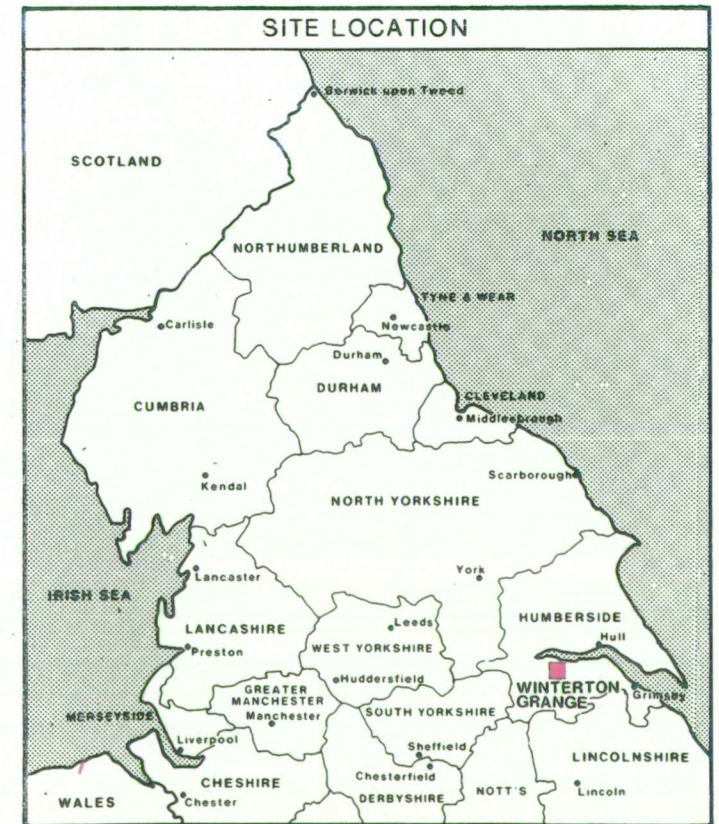 SITE LOCATION
Berwick upon Tweed
SCOTLAND
NORTH SEA
NORTHUMBERLAND
TYNE & WEAR
Carlisle
Newcastle
Durham
DURHAM
CLEVELAND
CUMBRIA
Middlesbrough
Scarborough
Kendal
NORTH YORKSHIRE
York
Lancaster
IRISH SEA
HUMBERSIDE
LANCASHIRE
Leeds
Hull
WEST YORKSHIRE
Preston
Huddersfield
WINTERTON
GRANGE
Grimsby
GREATER
MANCHESTER
Manchester
SOUTH YORKSHIRE
MERSEYSIDE
Liverpool
Sheffield
LINCOLNSHIRE
Chesterfield
CHESHIRE
Chester
DERBYSHIRE
NOTT'S
Lincoln
WALES